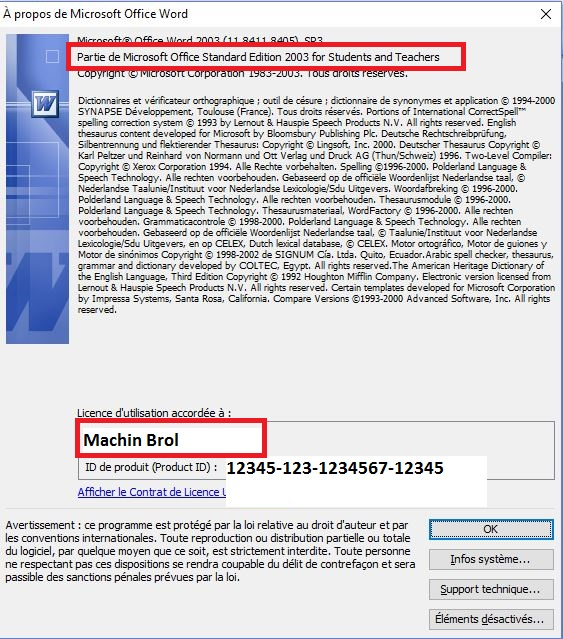 À propos de Microsoft Office Word
Microsoft® Office Word 2003 (11.8411.8405) SP3
Partie de Microsoft Office Standard Edition 2003 for Students and Teachers
Copyright © Microsoft Corporation 1983-2003. Tous droits réservés.
Dictionnaires et vérificateur orthographique ; outil de césure ; dictionnaire de synonymes et application © 1994-2000
SYNAPSE Développement, Toulouse (France). Tous droits réservés. Portions of International CorrectSpell™
spelling correction system © 1993 by Lernout & Hauspie Speech Products N.V. All rights reserved. English
thesaurus content developed for Microsoft by Bloomsbury Publishing Plc. Deutsche Rechtschreibprüfung,
Silbentrennung und flektierender Thesaurus: Copyright © Lingsoft, Inc. 2000. Deutscher Thesaurus Copyright ©
Karl Peltzer und Reinhard von Normann und Ott Verlag und Druck AG (Thun/Schweiz) 1996. Two-Level Compiler:
Copyright © Xerox Corporation 1994. Alle Rechte vorbehalten. Spelling ©1996-2000. Polderland Language &
Speech Technology. Alle rechten voorbehouden. Gebaseerd op de officiële Woordenlijst Nederlandse taal, ©
Nederlandse Taalunie/Instituut voor Nederlandse Lexicologie/Sdu Uitgevers. Woordafbreking © 1996-2000.
Polderland Language & Speech Technology. Alle rechten voorbehouden. Thesaurusmodule © 1996-2000.
Polderland Language & Speech Technology. Thesaurusmateriaal, WordFactory © 1996-2000. Alle rechten
voorbehouden. Grammaticacontrole © 1998-2000. Polderland Language & Speech Technology. Alle rechten
voorbehouden. Gebaseerd op de officiële Woordenlijst Nederlandse taal, © Taalunie/Instituut voor Nederlandse
Lexicologie/Sdu Uitgevers, en op CELEX, Dutch lexical database, © CELEX. Motor ortográfico, Motor de guiones y
Motor de sinónimos Copyright © 1998-2002 de SIGNUM Cía. Ltda. Quito, Ecuador.Arabic spell checker, thesaurus,
grammar and dictionary developed by COLTEC, Egypt. All rights reserved.The American Heritage Dictionary of
the English Language, Third Edition Copyright © 1992 Houghton Mifflin Company. Electronic version licensed from
Lernout & Hauspie Speech Products N.V. All rights reserved. Certain templates developed for Microsoft Corporation
by Impressa Systems, Santa Rosa, California. Compare Versions ©1993-2000 Advanced Software, Inc. All rights
reserved.
Licence d'utilisation accordée à :
Machin Brol
ID de produit (Product ID) : 12345-123-1234567-12345
Afficher le Contrat de Licence
Avertissement : ce programme est protégé par la loi relative au droit d'auteur et par
les conventions internationales. Toute reproduction ou distribution partielle ou totale
du logiciel, par quelque moyen que ce soit, est strictement interdite. Toute personne
ne respectant pas ces dispositions se rendra coupable du délit de contrefaçon et sera
passible des sanctions pénales prévues par la loi.
OK
Infos système...
Support technique...
Éléments désactivés...